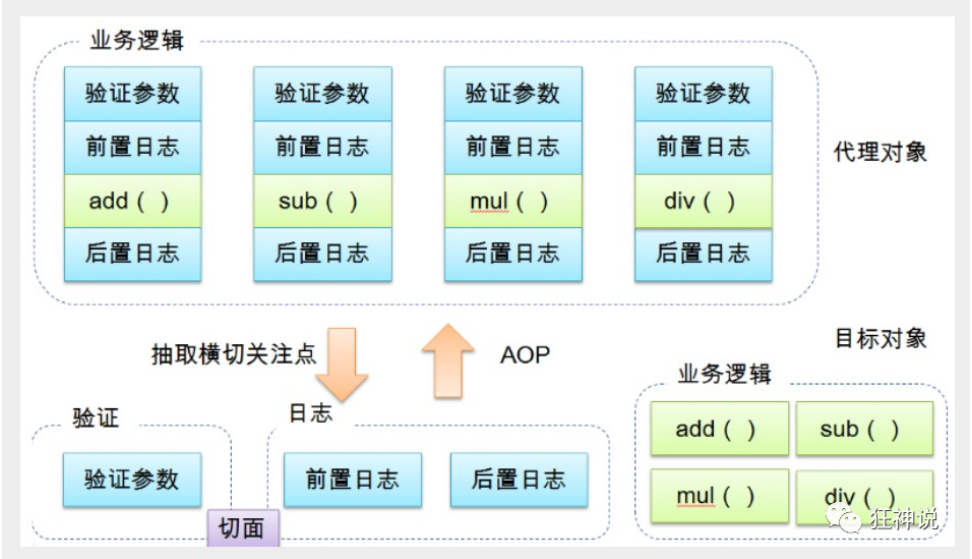 业务逻辑
验证参数 验证参数 验证参数 验证参数
前置日志 前置日志 前置日志 前置日志
代理对象
add ( ) sub ( ) mul ( ) div ( )
后置日志 后置日志 后置日志 后置日志
抽取横切关注点
AOP
目标对象
业务逻辑
验证
日志
add ( ) sub ( )
验证参数
前置日志 后置日志
mul ( ) div ( )
切面
狂神说